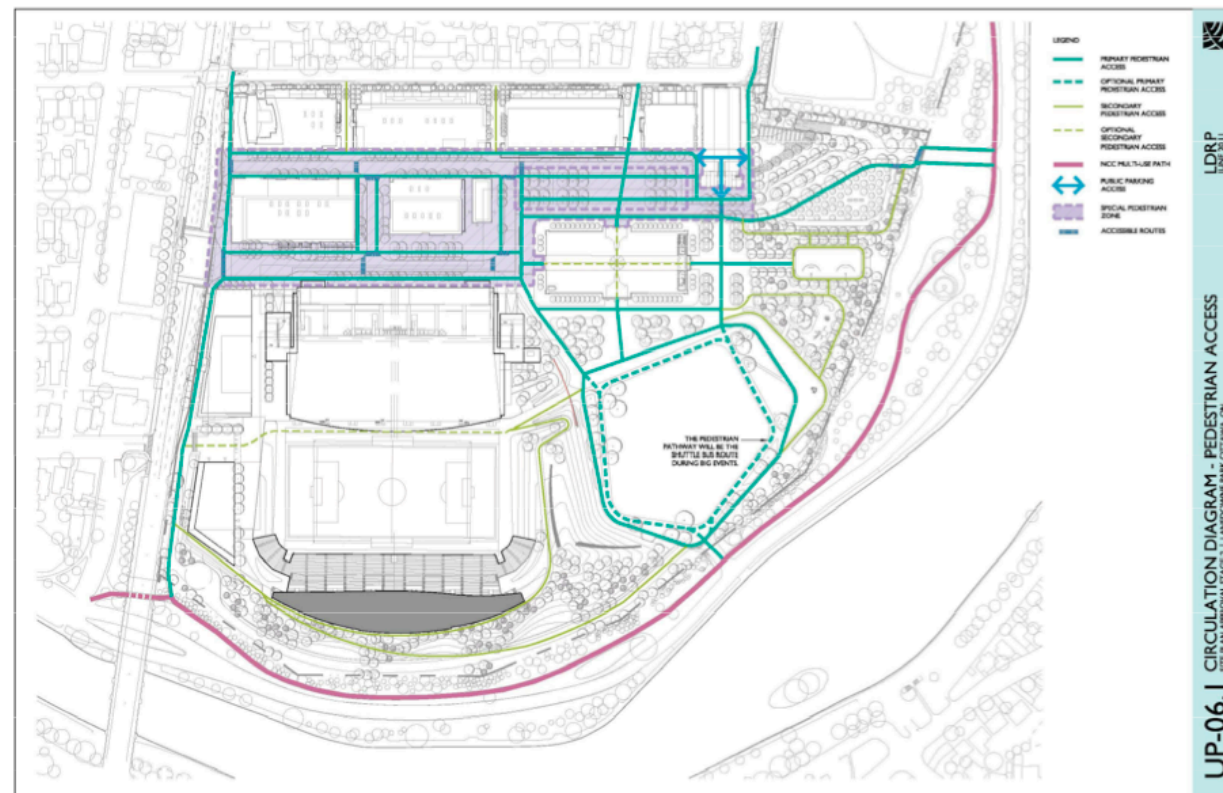 LEGEND
PRIMARY PEDESTRIAN
ACCESS
OPTIONAL PRIMARY
PEDESTRIAN ACCESS
SECONDARY
PEDESTRIAN ACCESS
OPTIONAL
SECONDARY
PEDESTRIAN ACCESS
NCC MULTI-USE PATH
PUBLIC PARKING
ACCESS
SPECIAL PEDESTRIAN
ZONE
ACCESSIBLE ROUTES
THE PEDESTRIAN
PATHWAY WILL BE THE
SHUTTLE BUS ROUTE
DURING BIG EVENTS.
LDRP
UP-06.1
CIRCULATION DIAGRAM - PEDESTRIAN ACCESS